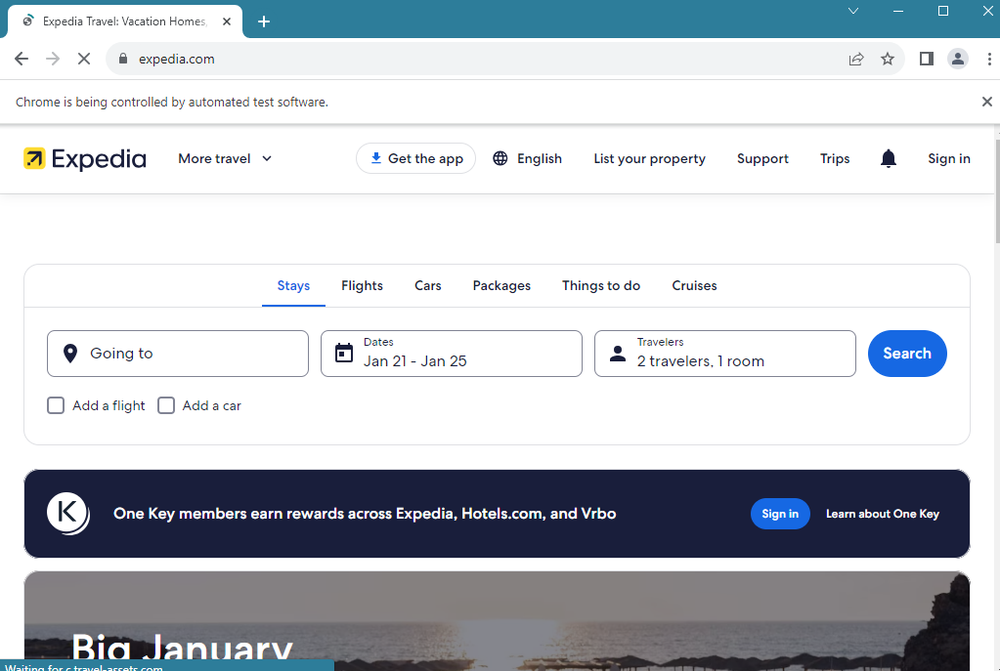 Expedia Travel: Vacation Homes,
expedia.com
Chrome is being controlled by automated test software.
Expedia
More travel
Get the app
English
List your property
Support
Trips
Sign in
Stays
Flights
Cars
Packages
Things to do
Cruises
Going to
Dates
Jan 21 - Jan 25
Travelers
2 travelers, 1 room
Search
Add a flight
Add a car
K
One Key members earn rewards across Expedia, Hotels.com, and Vrbo
Sign in
Learn about One Key
Big January
Waiting for c.travel-assets.com